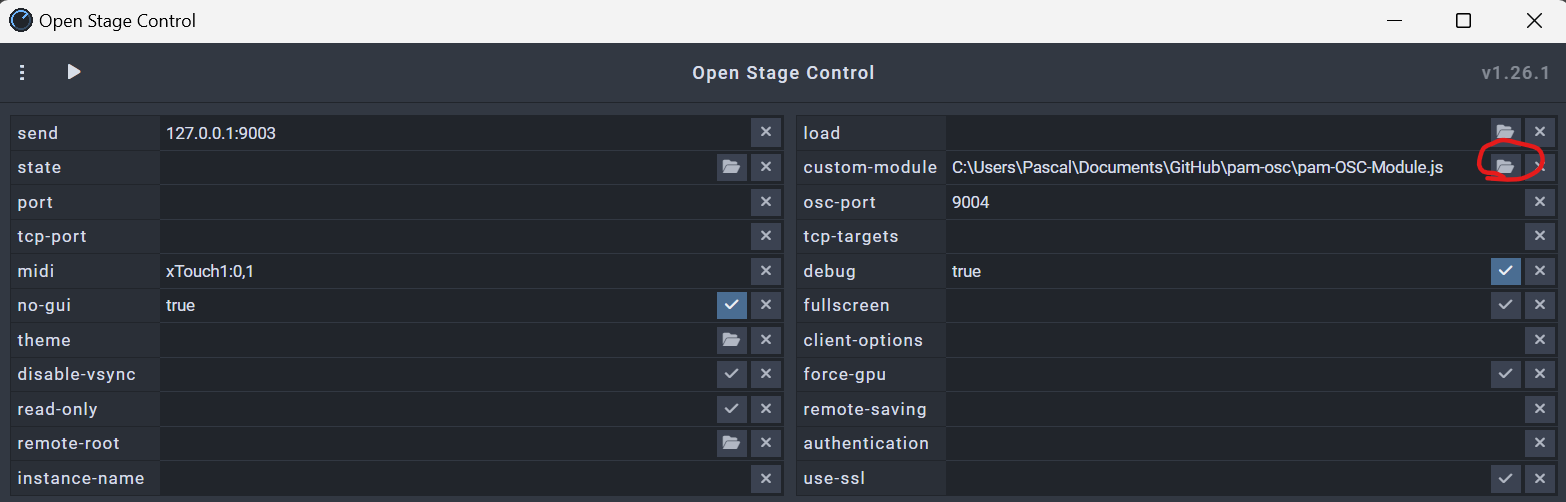 Open Stage Control
Open Stage Control
v1.26.1
send 127.0.0.1:9003
load
state
custom-module C:\Users\Pascal\Documents\GitHub\pam-osc\pam-OSC-Module.js
port
osc-port 9004
tcp-port
tcp-targets
midi xTouch1:0,1
debug true
no-gui true
fullscreen
theme
client-options
disable-vsync
force-gpu
read-only
remote-saving
remote-root
authentication
instance-name
use-ssl